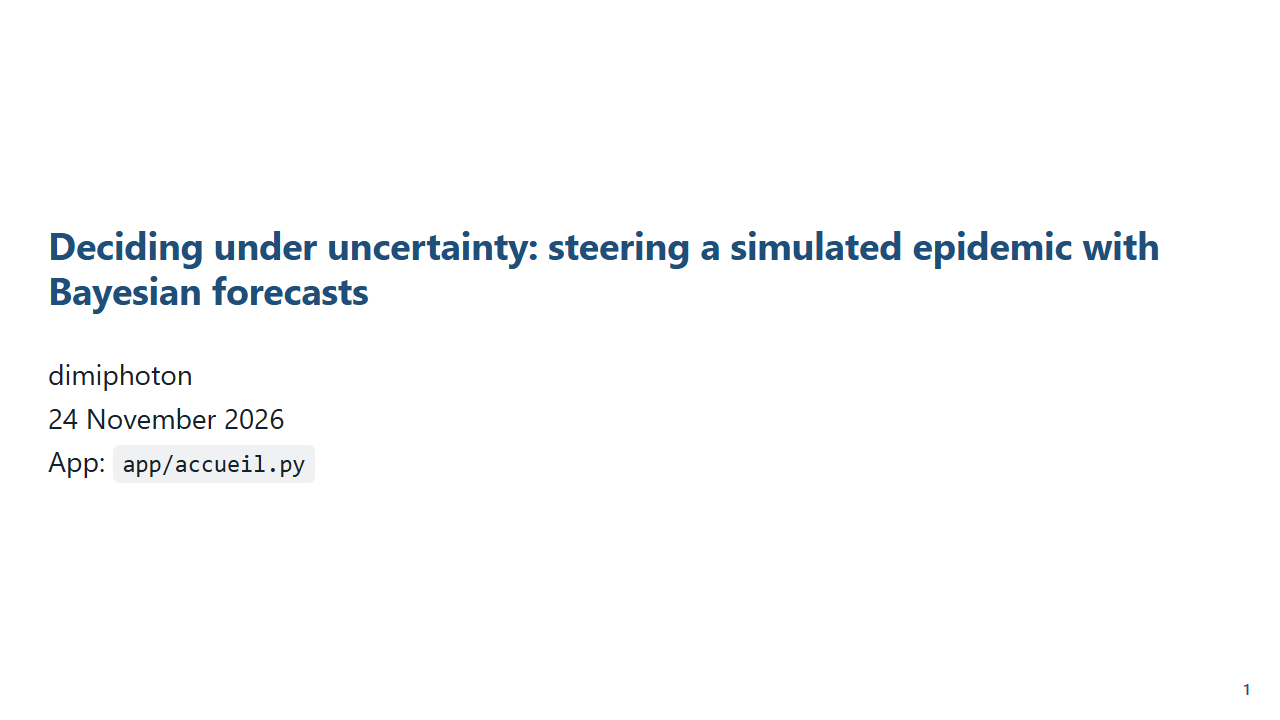 Deciding under uncertainty: steering a simulated epidemic with
Bayesian forecasts
dimiphoton
24 November 2026
App: app/accueil.py
1